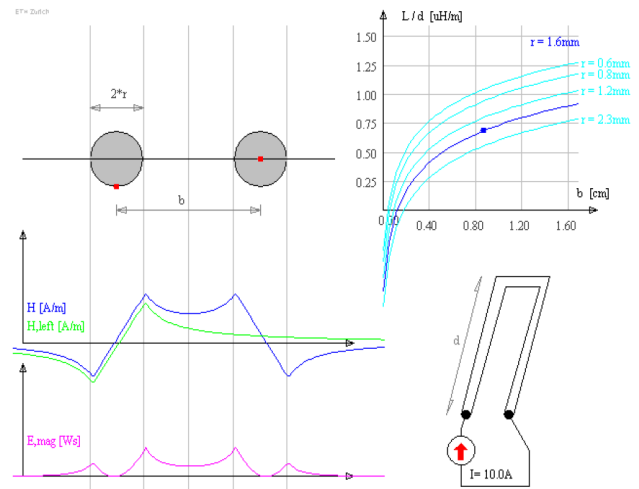 ET= Zurich
L / d [uH/m]
1.50
r = 1.6mm
1.25
r = 0.6mm
r = 0.8mm
1.00
r = 1.2mm
0.75
r = 2.3mm
0.50
0.25
b [cm]
0.40
0.80
1.20
1.60
2*r
b
H [A/m]
H,left [A/m]
E,mag [Ws]
d
I= 10.0A